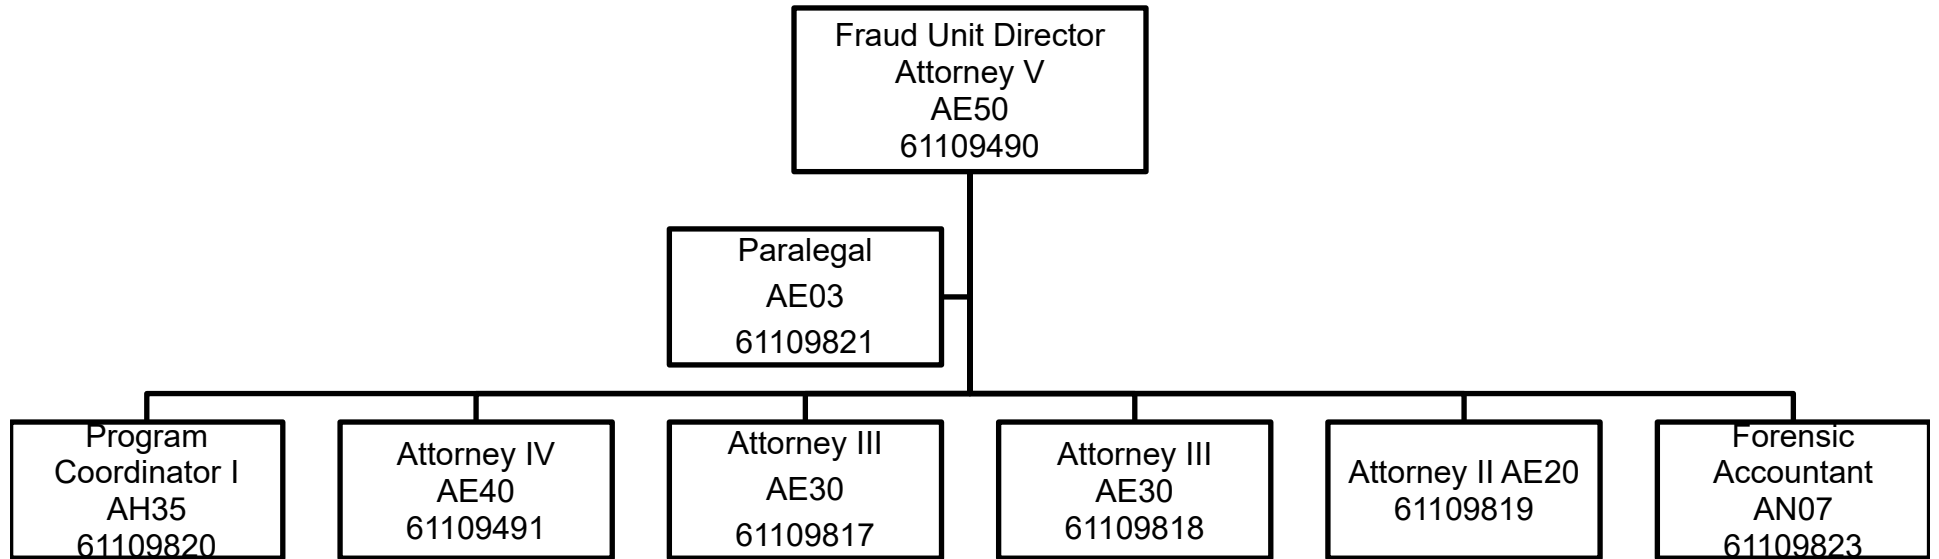 Fraud Unit Director
Attorney V
AE50
61109490
Paralegal
AE03
61109821
Program
Coordinator I
AH35
61109820
Attorney IV
AE40
61109491
Attorney III
AE30
61109817
Attorney III
AE30
61109818
Attorney II AE20
61109819
Forensic
Accountant
AN07
61109823